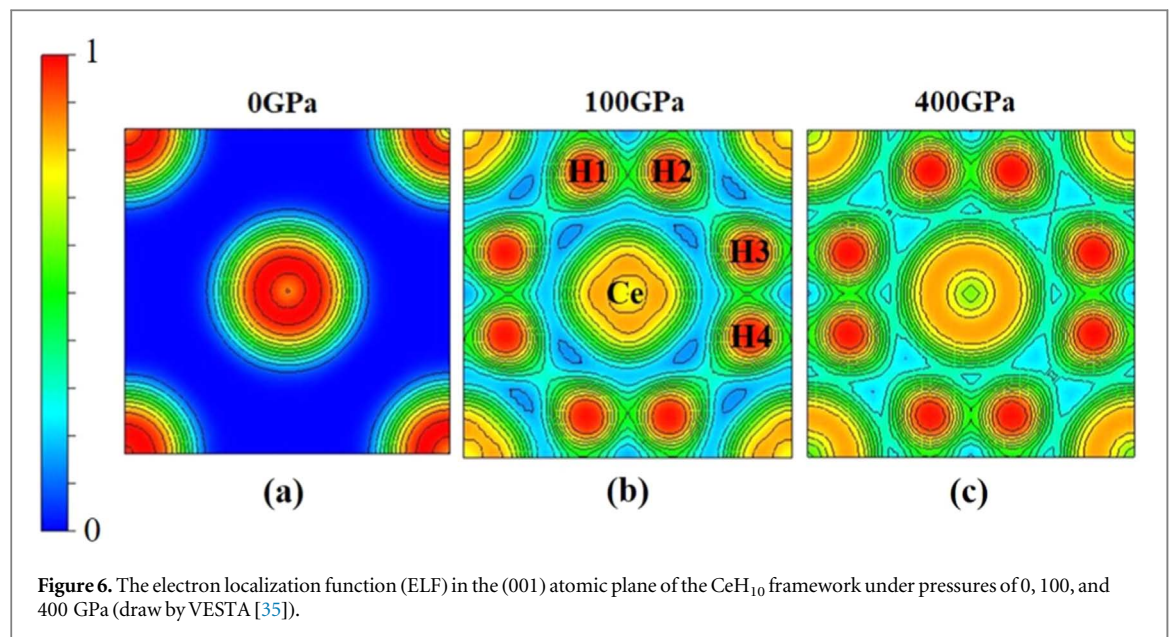 1
0
0GPa
100GPa
400GPa
H1 H2
H3
Ce
H4
(a)
(b)
(c)
Figure 6. The electron localization function (ELF) in the (001) atomic plane of the CeH₁₀ framework under pressures of 0, 100, and
400 GPa (draw by VESTA [35]).